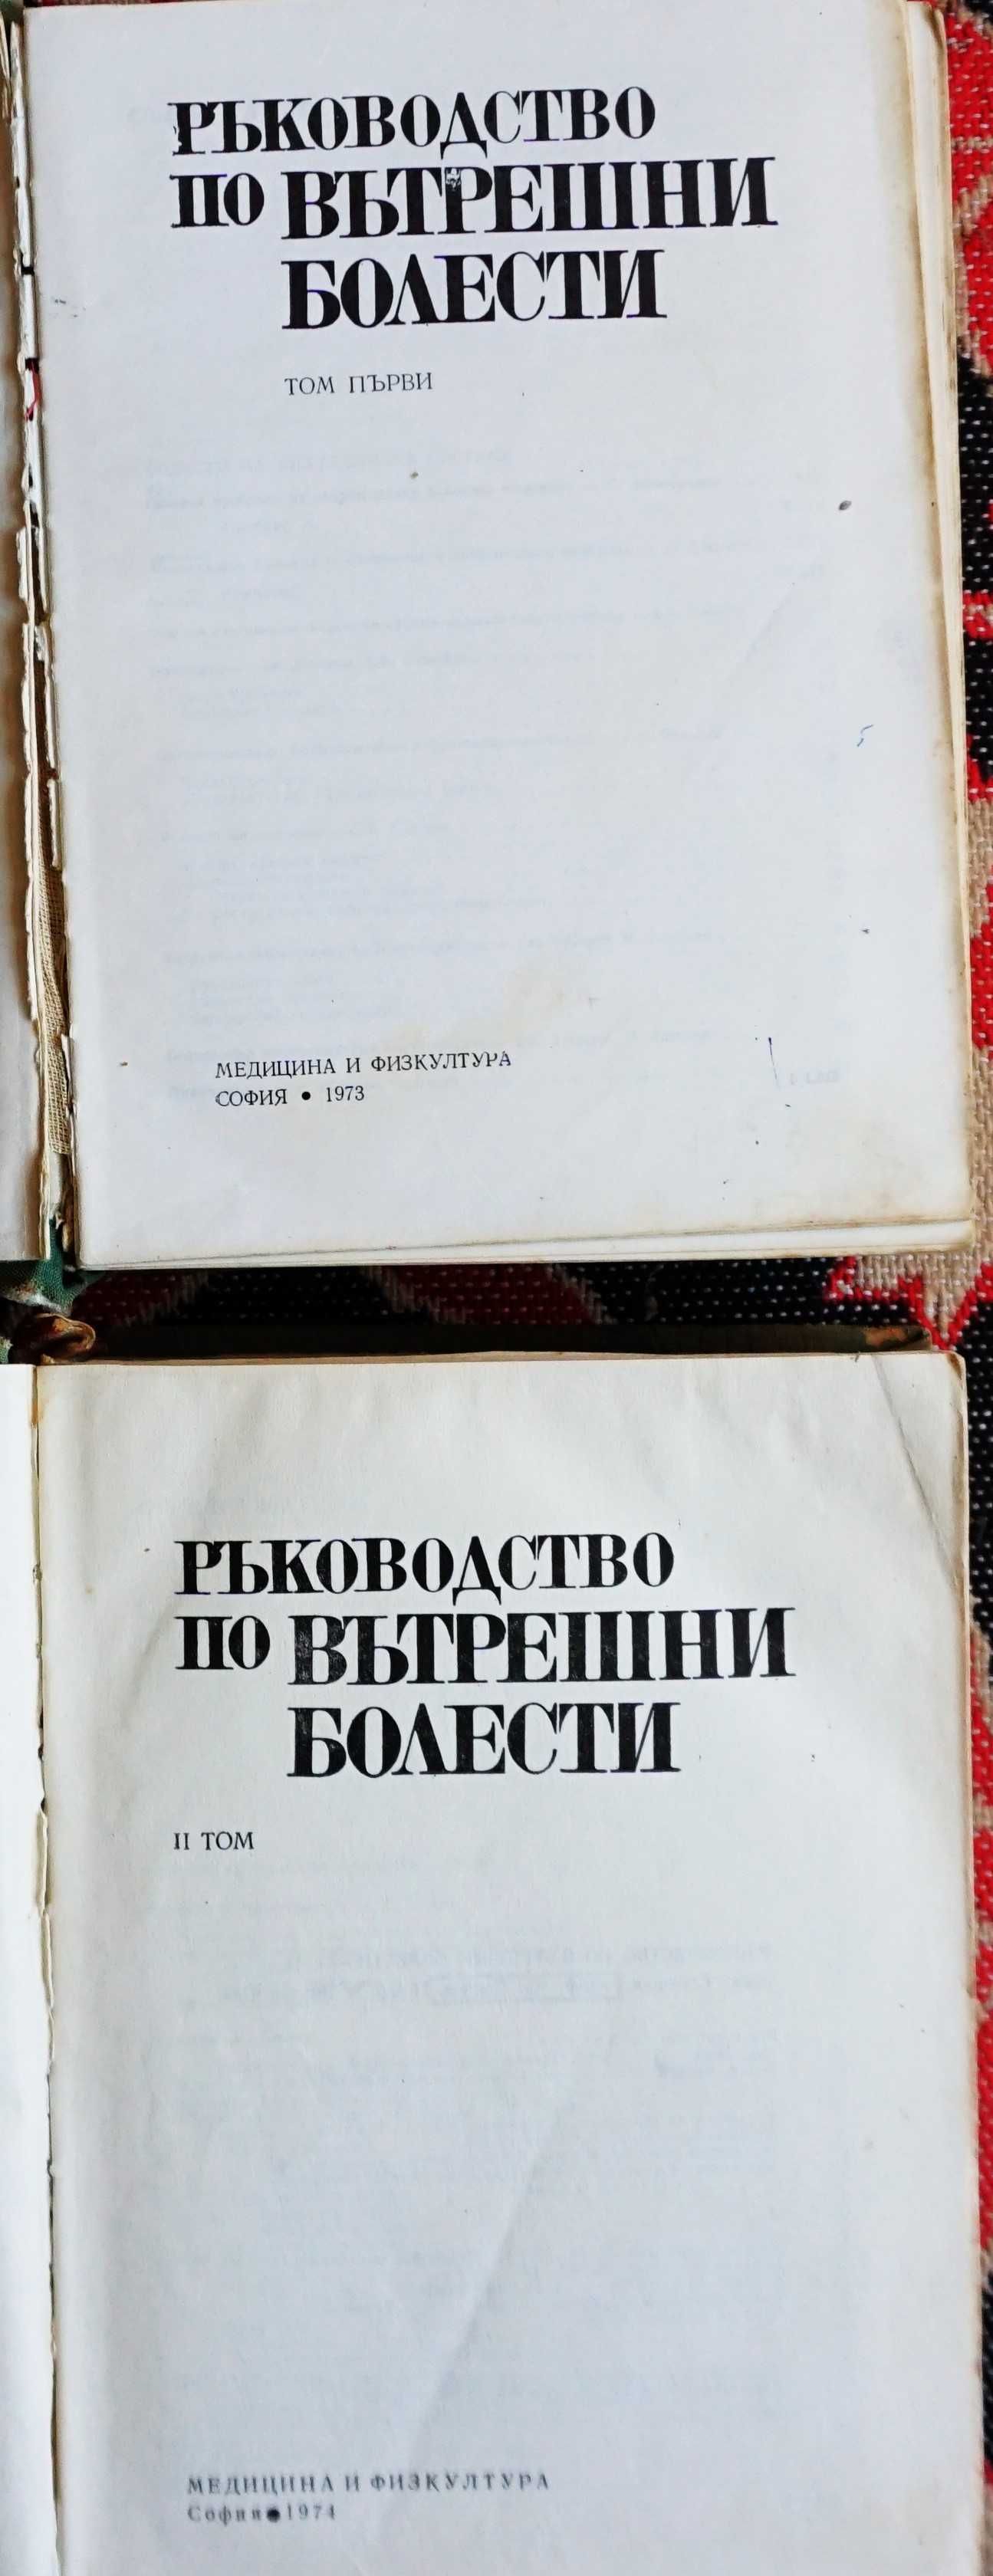 РЪКОВОДСТВО
ПО ВЪТРЕШНИ
БОЛЕСТИ
ТОМ ПЪРВИ
МЕДИЦИНА И ФИЗКУЛТУРА
СОФИЯ • 1973
РЪКОВОДСТВО
ПО ВЪТРЕШНИ
БОЛЕСТИ
II ТОМ
МЕДИЦИНА И ФИЗКУЛТУРА
София • 1974